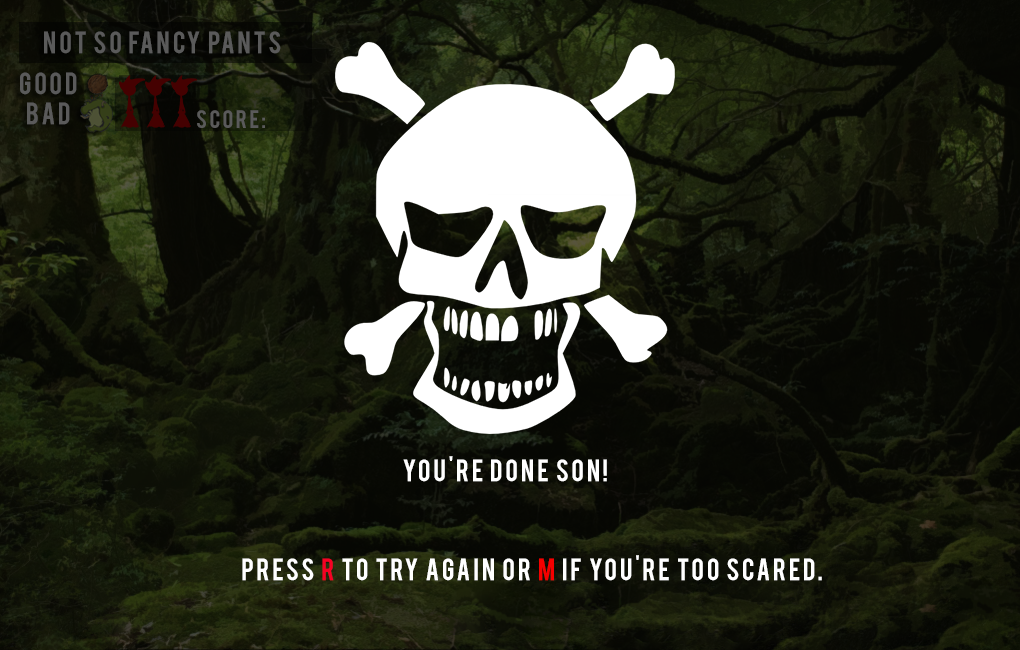 NOT SO FANCY PANTS
GOOD
BAD
SCORE:
YOU'RE DONE SON!
PRESS R TO TRY AGAIN OR M IF YOU'RE TOO SCARED.